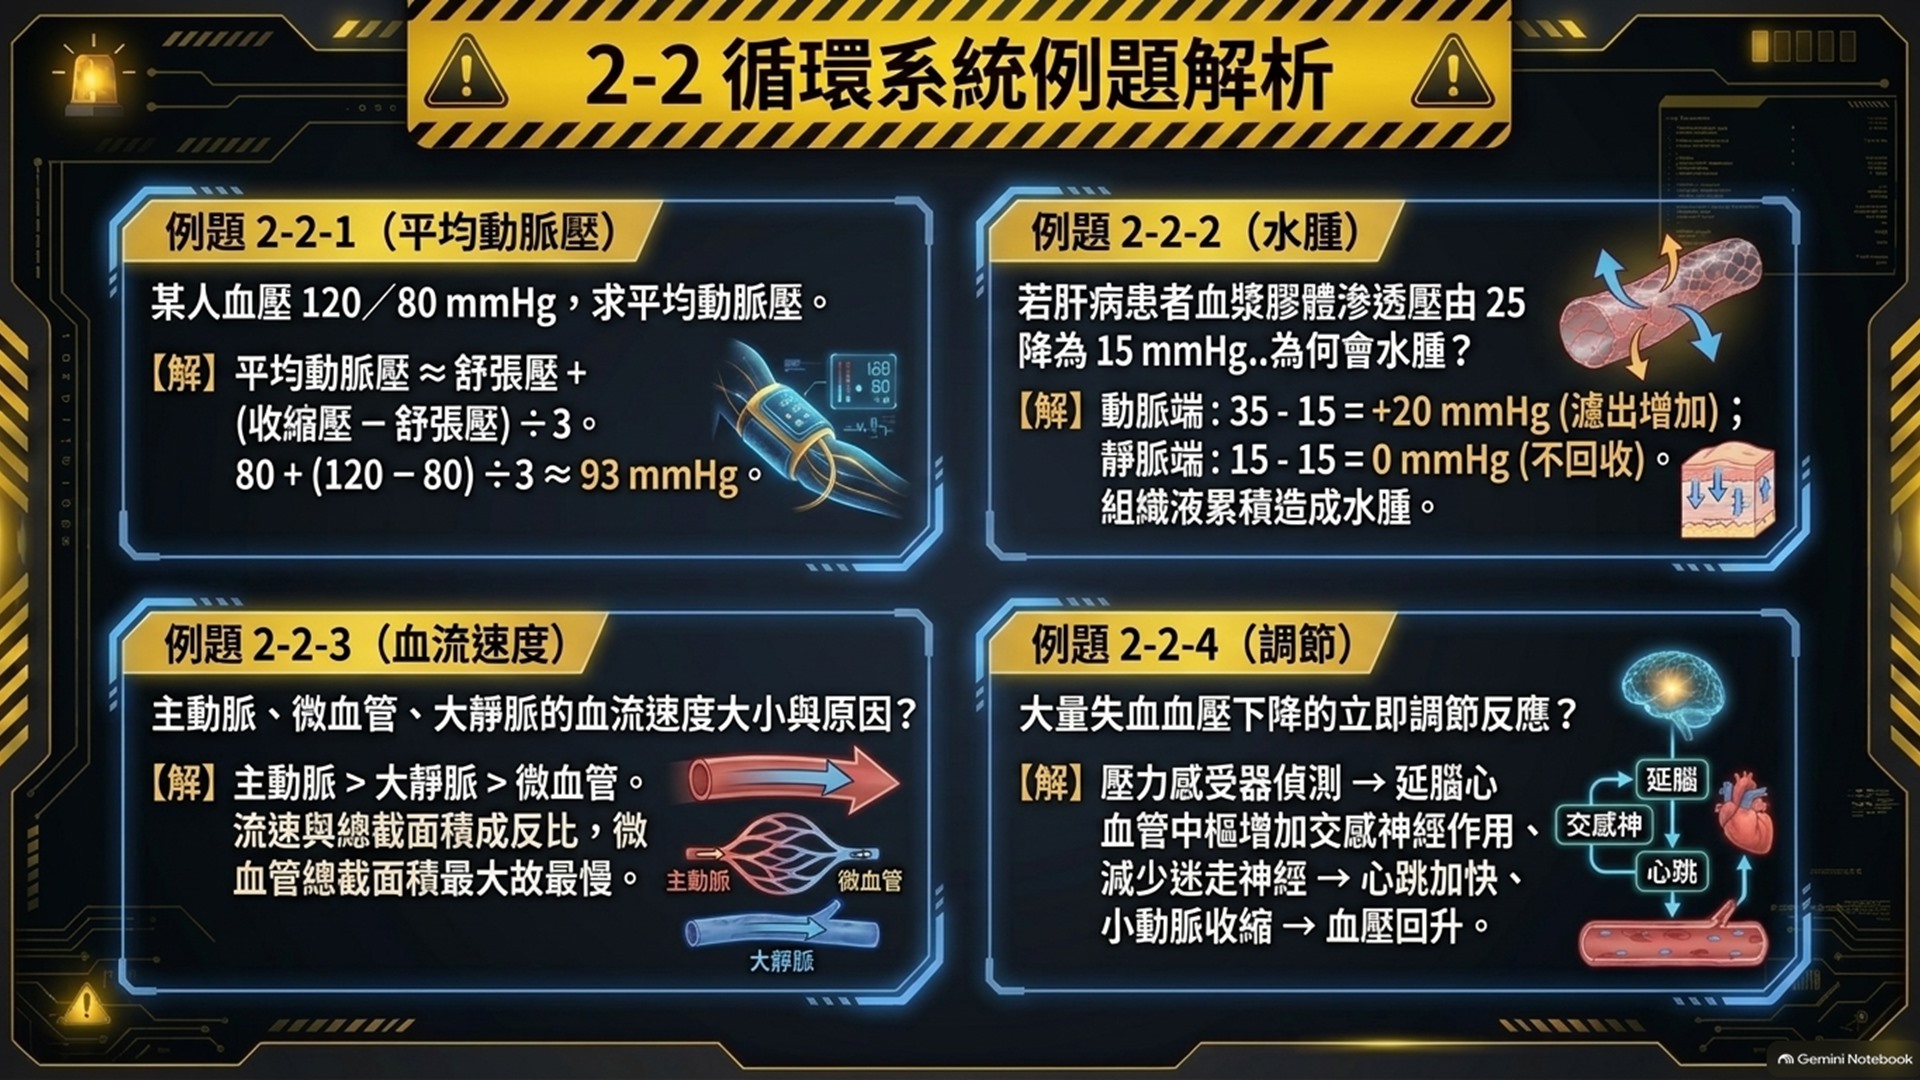 2-2 循環系統例題解析
例題 2-2-1（平均動脈壓）
某人血壓 120／80 mmHg，求平均動脈壓。
【解】平均動脈壓 ≈ 舒張壓 +
(收縮壓 − 舒張壓) ÷ 3。
80 + (120 − 80) ÷ 3 ≈ 93 mmHg。
80
例題 2-2-2（水腫）
若肝病患者血漿膠體滲透壓由 25
降為 15 mmHg..為何會水腫？
【解】動脈端 : 35 - 15 = +20 mmHg (濾出增加)；
靜脈端 : 15 - 15 = 0 mmHg (不回收)。
組織液累積造成水腫。
例題 2-2-3（血流速度）
主動脈、微血管、大靜脈的血流速度大小與原因？
【解】主動脈 > 大靜脈 > 微血管。
流速與總截面積成反比，微
血管總截面積最大故最慢。
主動脈
微血管
例題 2-2-4（調節）
大量失血血壓下降的立即調節反應？
【解】壓力感受器偵測 → 延腦心
血管中樞增加交感神經作用、
減少迷走神經 → 心跳加快、
小動脈收縮 → 血壓回升。
延腦
交感神
心跳
Gemini Notebook